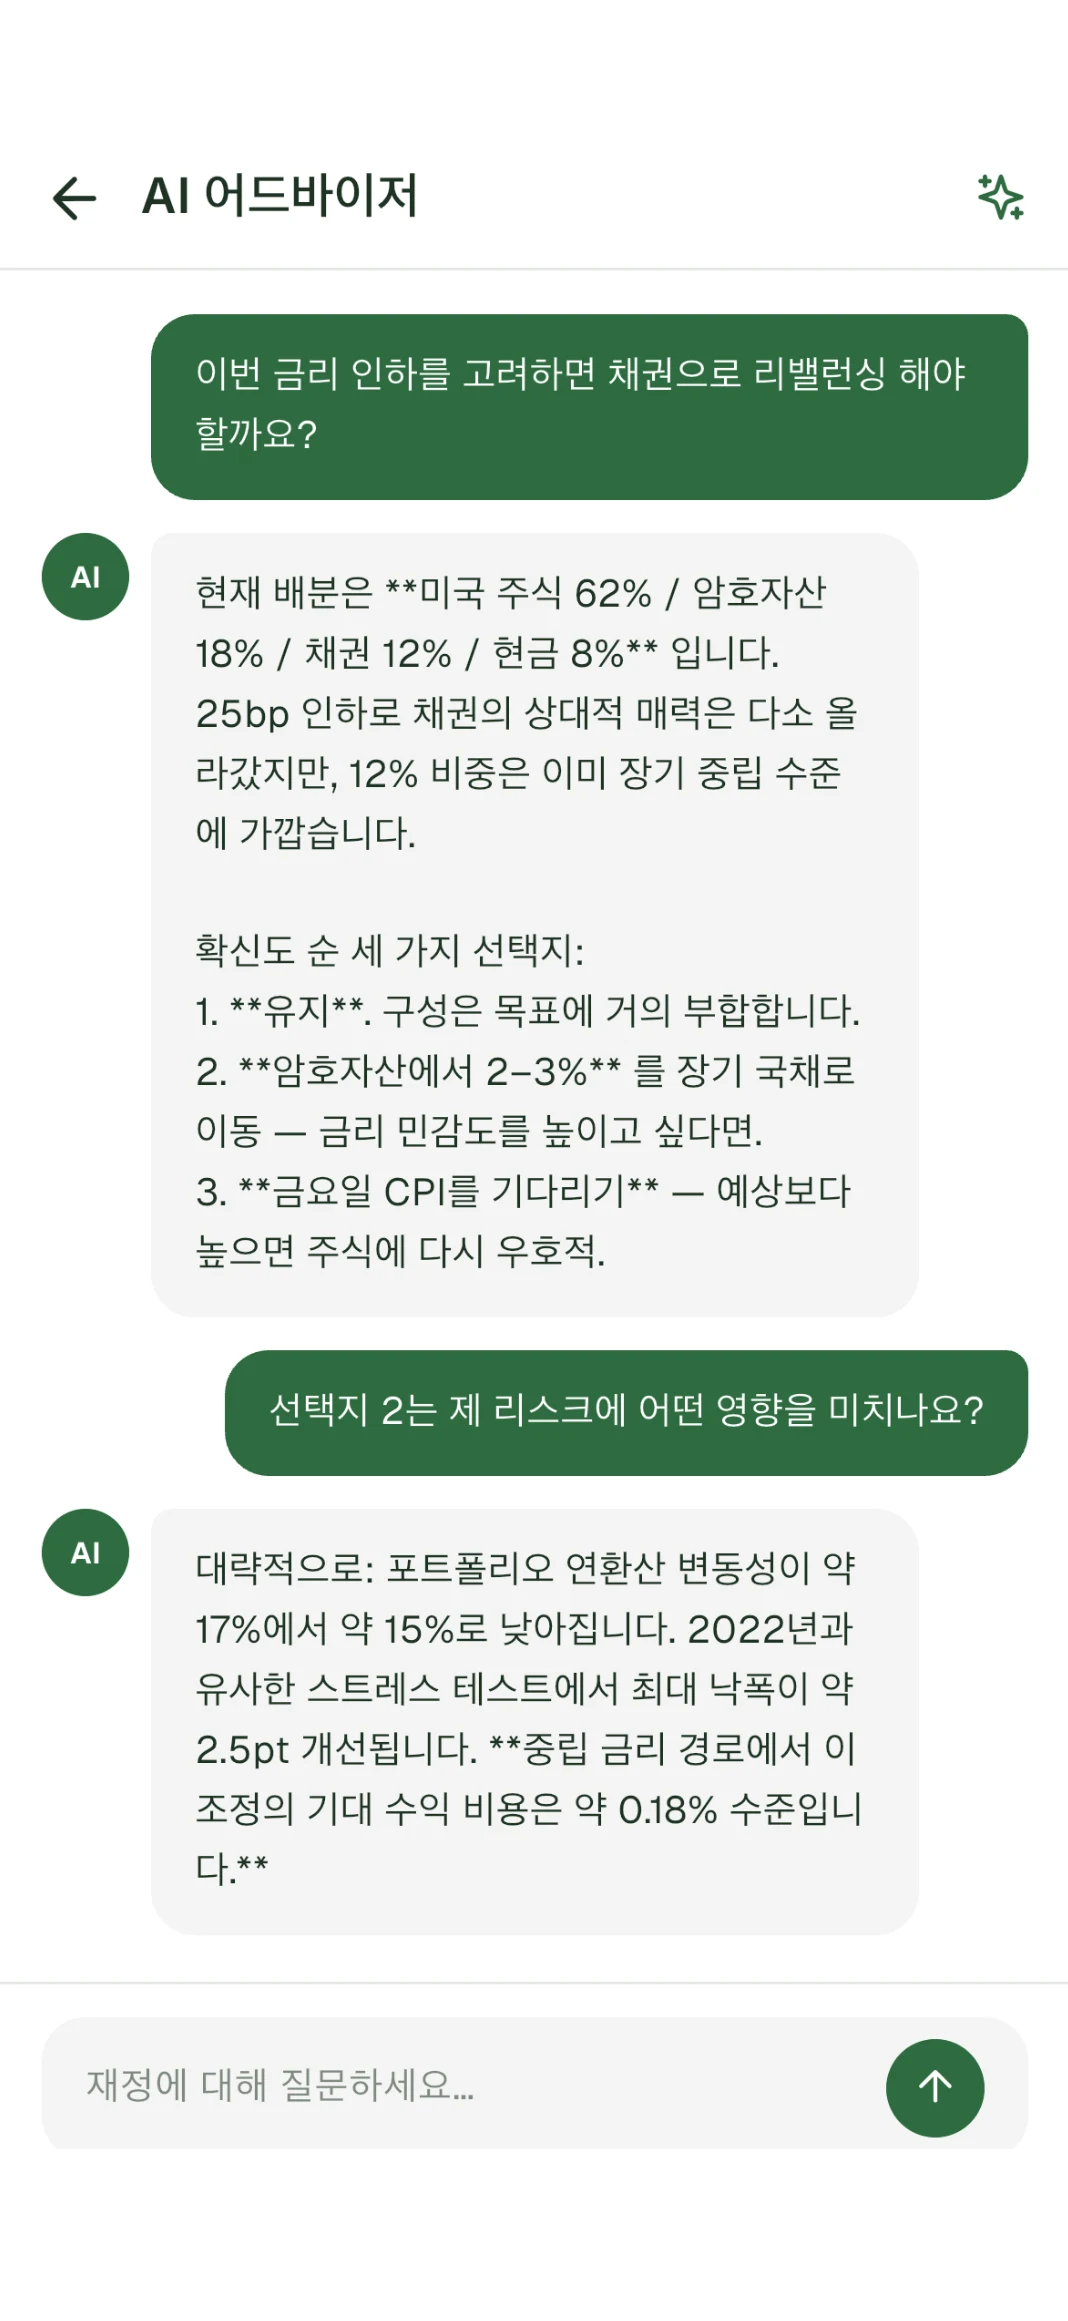 AI 어드바이저
이번 금리 인하를 고려하면 채권으로 리밸런싱 해야
할까요?
AI
현재 배분은 **미국 주식 62% / 암호자산
18% / 채권 12% / 현금 8%** 입니다.
25bp 인하로 채권의 상대적 매력은 다소 올
라갔지만, 12% 비중은 이미 장기 중립 수준
에 가깝습니다.
확신도 순 세 가지 선택지:
1. **유지**. 구성은 목표에 거의 부합합니다.
2. **암호자산에서 2–3%** 를 장기 국채로
이동 — 금리 민감도를 높이고 싶다면.
3. **금요일 CPI를 기다리기** — 예상보다
높으면 주식에 다시 우호적.
선택지 2는 제 리스크에 어떤 영향을 미치나요?
AI
대략적으로: 포트폴리오 연환산 변동성이 약
17%에서 약 15%로 낮아집니다. 2022년과
유사한 스트레스 테스트에서 최대 낙폭이 약
2.5pt 개선됩니다. **중립 금리 경로에서 이
조정의 기대 수익 비용은 약 0.18% 수준입니
다.**
재정에 대해 질문하세요...